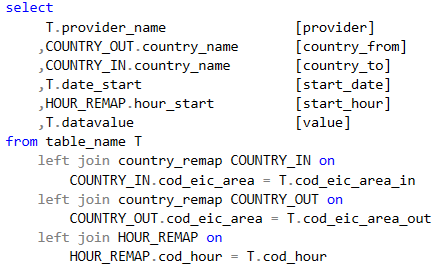 select
T.provider_name [provider]
,COUNTRY_OUT.country_name [country_from]
,COUNTRY_IN.country_name [country_to]
,T.date_start [start_date]
,HOUR_REMAP.hour_start [start_hour]
,T.datavalue [value]
from table_name T
left join country_remap COUNTRY_IN on
COUNTRY_IN.cod_eic_area = T.cod_eic_area_in
left join country_remap COUNTRY_OUT on
COUNTRY_OUT.cod_eic_area = T.cod_eic_area_out
left join HOUR_REMAP on
HOUR_REMAP.cod_hour = T.cod_hour